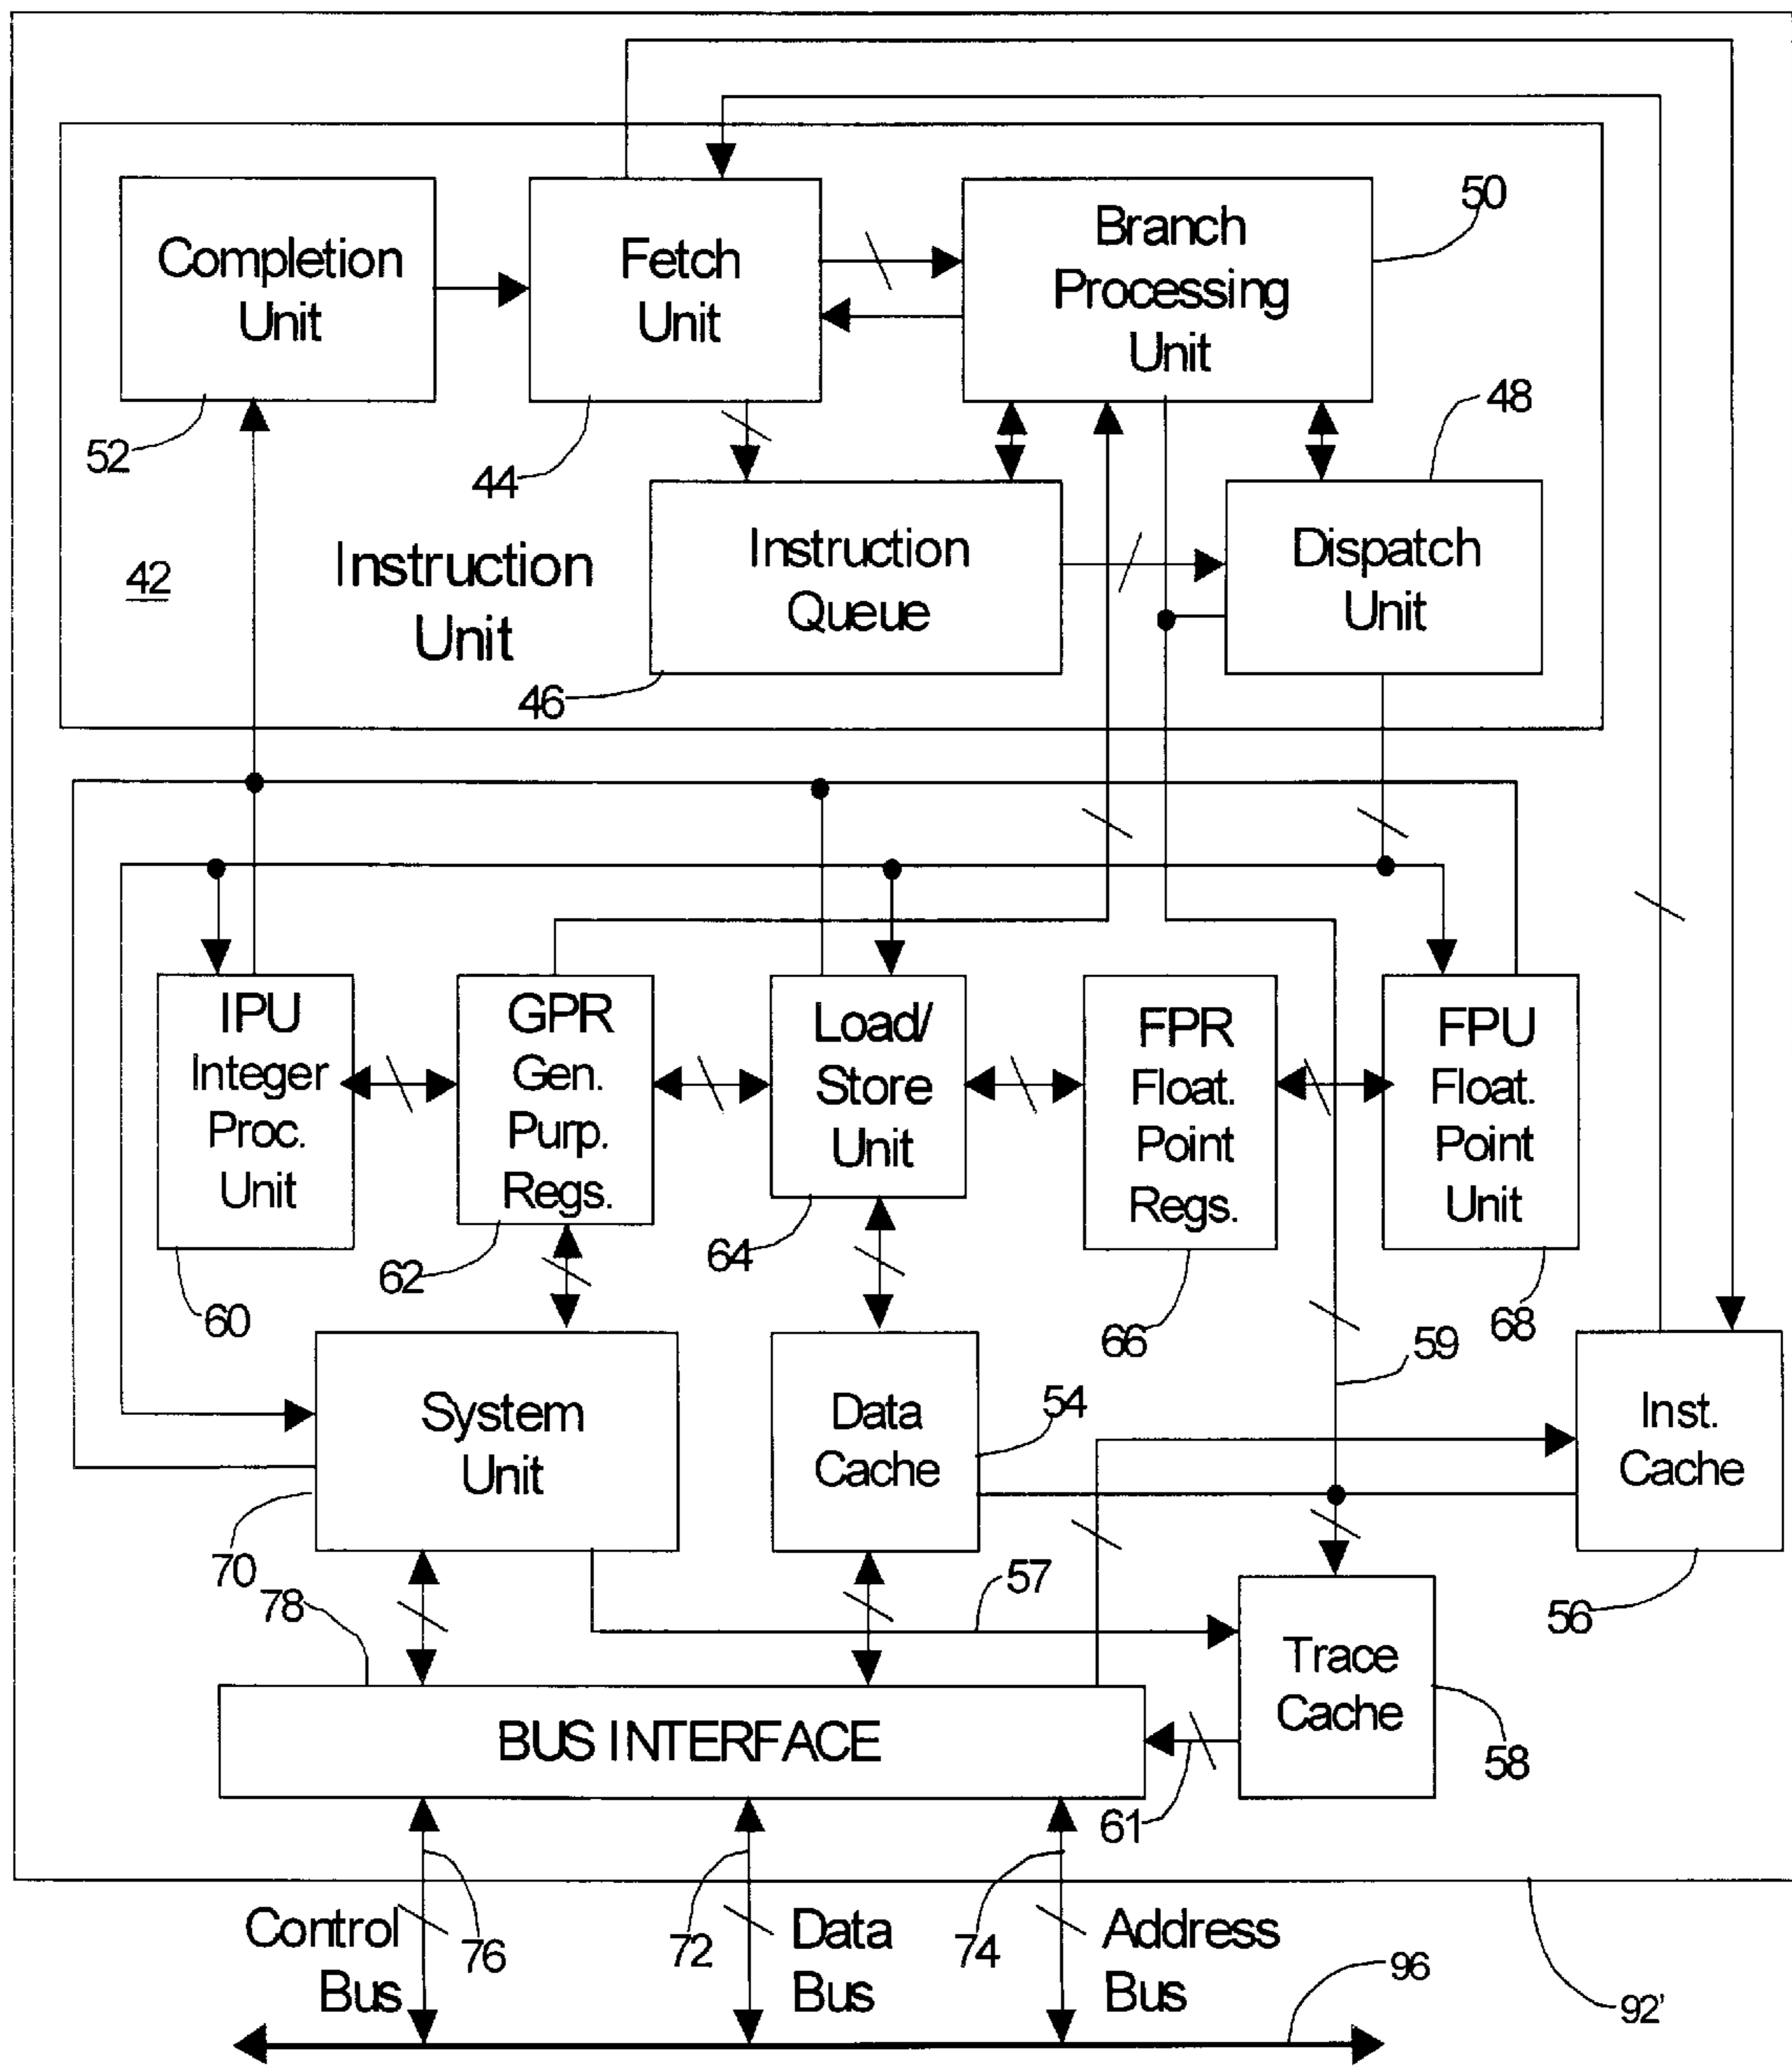 Completion
Unit
Fetch
Unit
Branch
Processing
Unit
50
52
44
48
42
Instruction
Unit
Instruction
Queue
Dispatch
Unit
46
IPU
Integer
Proc.
Unit
GPR
Gen.
Purp.
Regs.
Load/
Store
Unit
FPR
Float.
Point
Regs.
FPU
Float.
Point
Unit
60
62
64
66
68
59
System
Unit
Data
Cache
54
Inst.
Cache
70
78
57
56
Trace
Cache
BUS INTERFACE
58
61
Control
Bus
76
72
Data
Bus
74
Address
Bus
96
92'